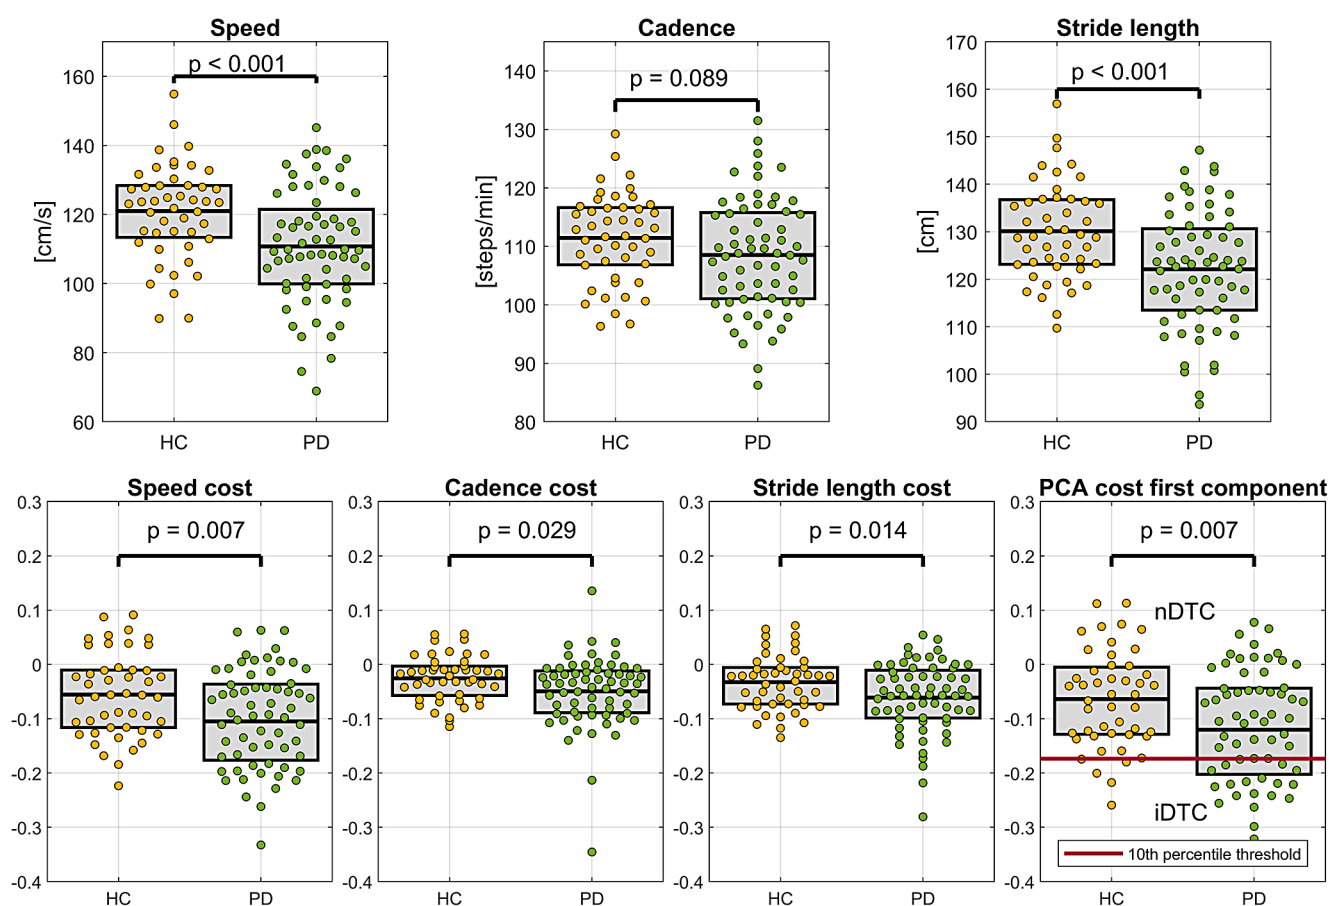 Speed
Cadence
Stride length
p < 0.001
p = 0.089
p < 0.001
[cm/s]
160
140
120
100
80
60
HC
PD
[steps/min]
140
130
120
110
100
90
80
HC
PD
[cm]
170
160
150
140
130
120
110
100
90
HC
PD
Speed cost
Cadence cost
Stride length cost
PCA cost first component
p = 0.007
p = 0.029
p = 0.014
p = 0.007
0.3
0.2
0.1
0
-0.1
-0.2
-0.3
-0.4
HC
PD
0.3
0.2
0.1
0
-0.1
-0.2
-0.3
-0.4
HC
PD
0.3
0.2
0.1
0
-0.1
-0.2
-0.3
-0.4
HC
PD
0.3
0.2
0.1
0
-0.1
-0.2
-0.3
-0.4
nDTC
iDTC
10th percentile threshold
HC
PD